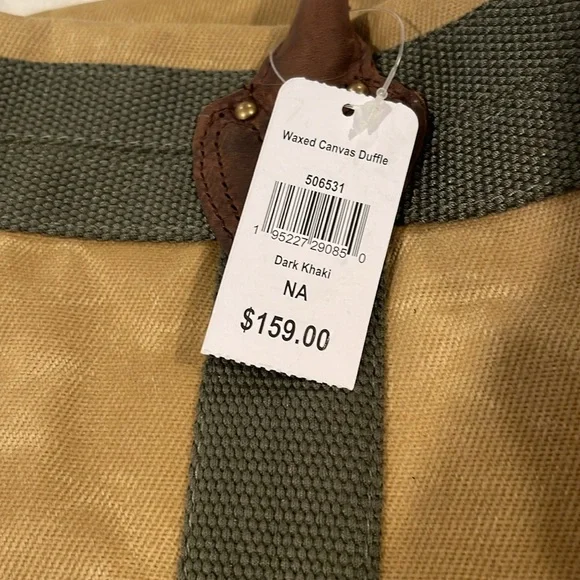 Waxed Canvas Duffle
506531
1 95227 29085 0
Dark Khaki
NA
$159.00